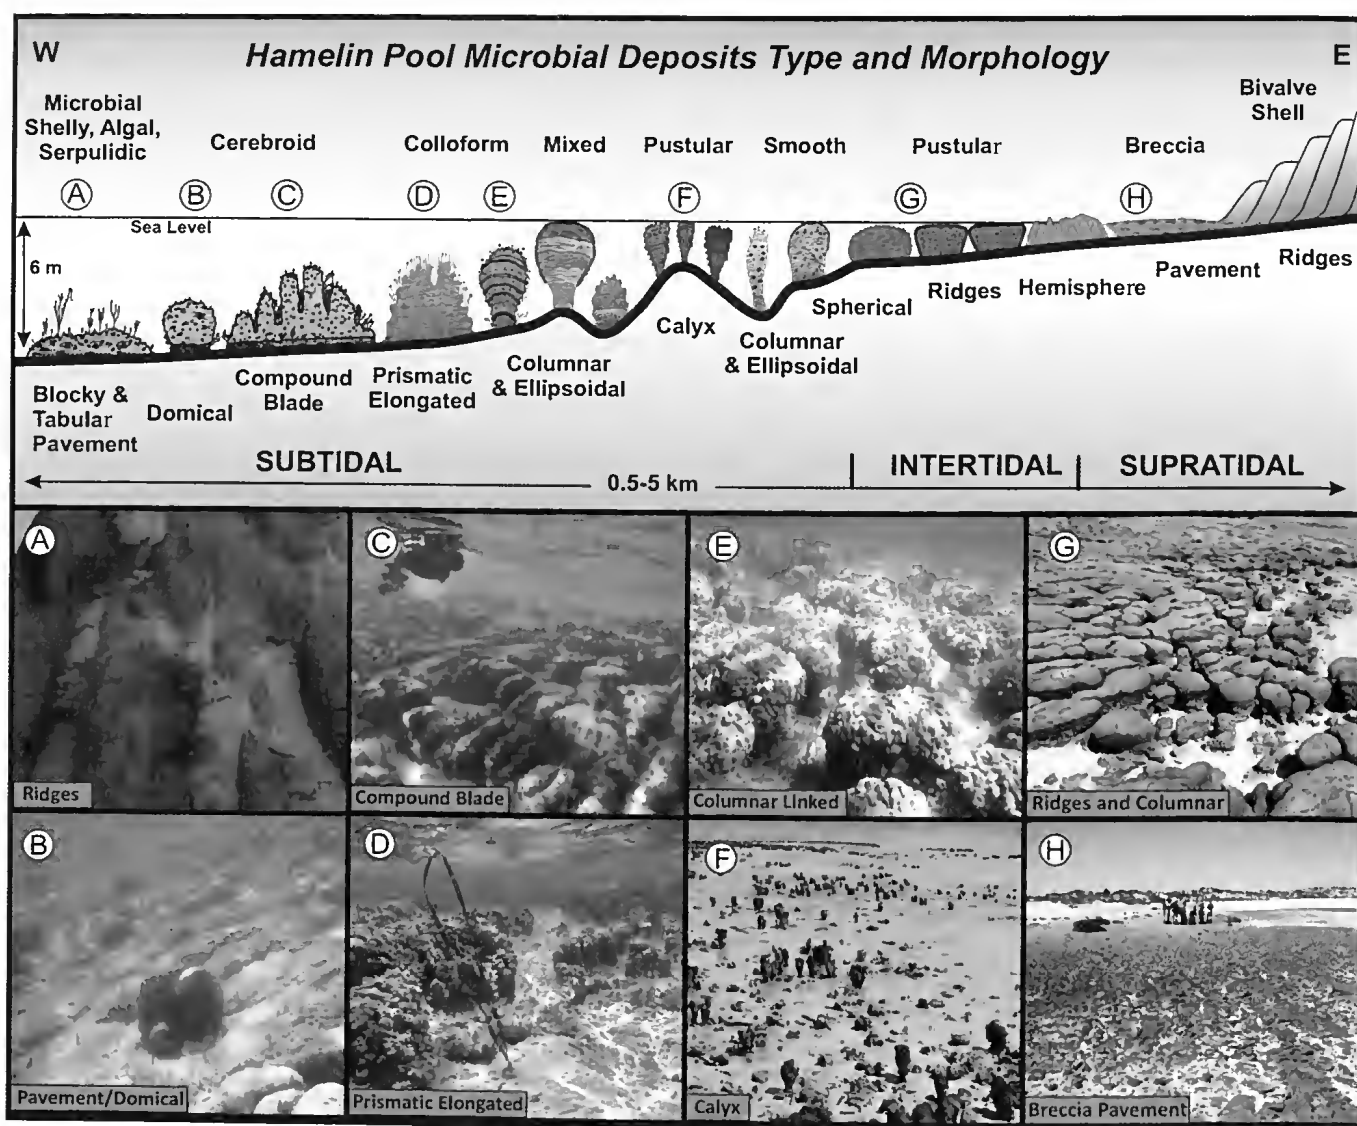 W
Hamelin Pool Microbial Deposits Type and Morphology
E
Microbial
Shelly, Algal,
Serpulidic
Cerebroid
Colloform
Mixed
Pustular
Smooth
Pustular
Breccia
Bivalve
Shell
A
B
C
D
E
F
G
H
Sea Level
6 m
Blocky &
Tabular
Pavement
Domical
Compound
Blade
Prismatic
Elongated
Columnar
& Ellipsoidal
Calyx
Columnar
& Ellipsoidal
Spherical
Ridges
Hemisphere
Pavement
Ridges
SUBTIDAL
0.5-5 km
INTERTIDAL
SUPRATIDAL
A
Ridges
C
Compound Blade
E
Columnar Linked
G
Ridges and Columnar
B
Pavement/Domical
D
Prismatic Elongated
F
Calyx
H
Breccia Pavement